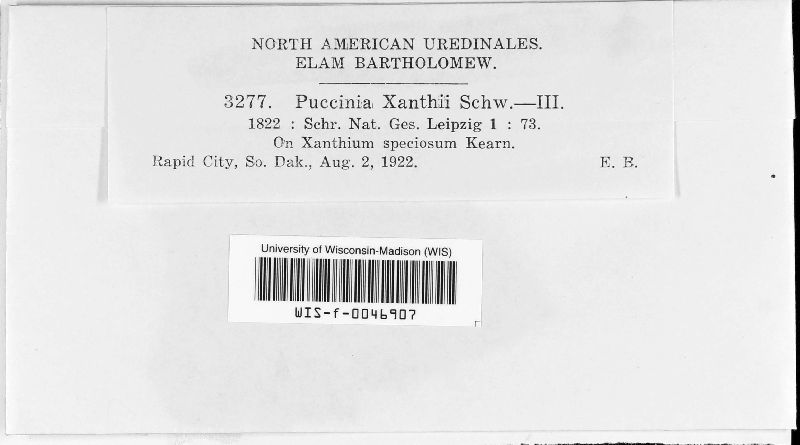 NORTH AMERICAN UREDINALES.
ELAM BARTHOLOMEW.
3277. Puccinia Xanthii Schw.—III.
1822 : Schr. Nat. Ges. Leipzig 1 : 73.
On Xanthium speciosum Kearn.
Rapid City, So. Dak., Aug. 2, 1922. E. B.
University of Wisconsin-Madison (WIS)
WIS-f-0046907